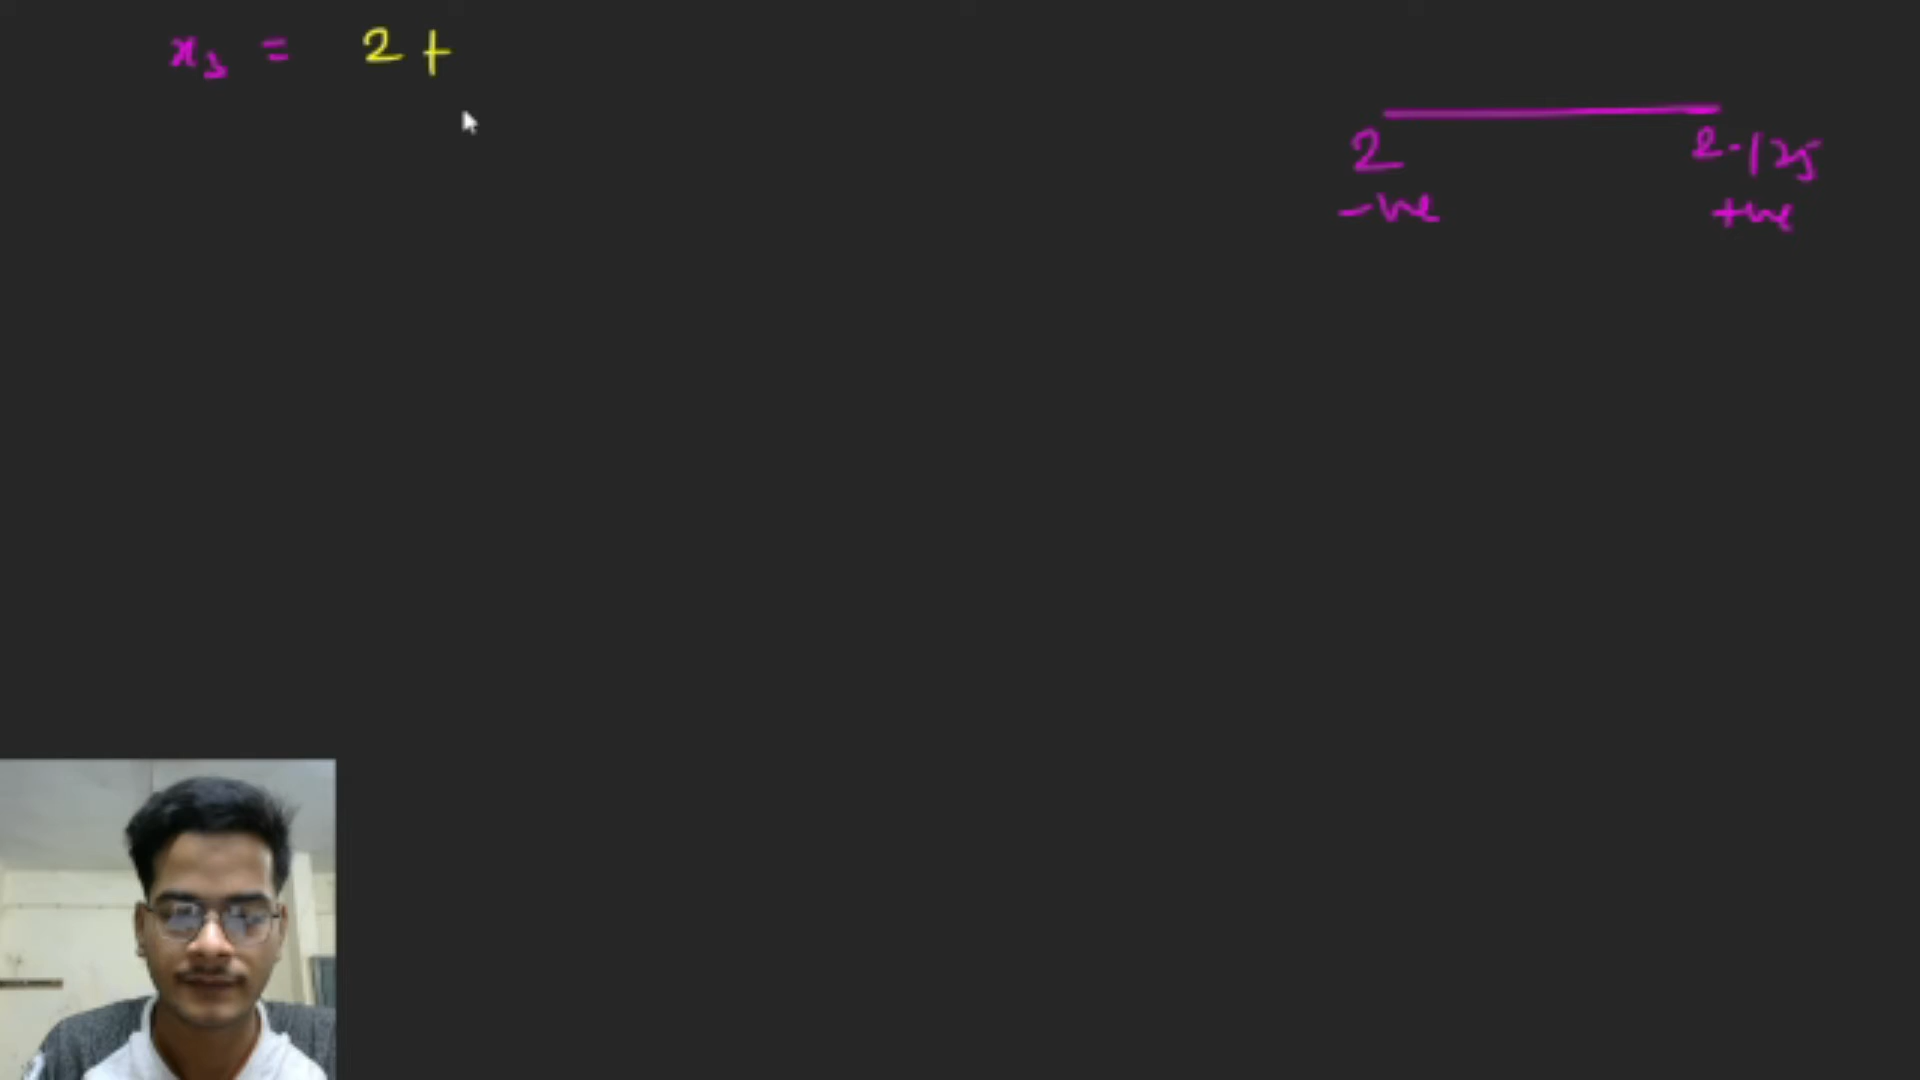 x₃ = 2 +
2 2.125
-ve +ve